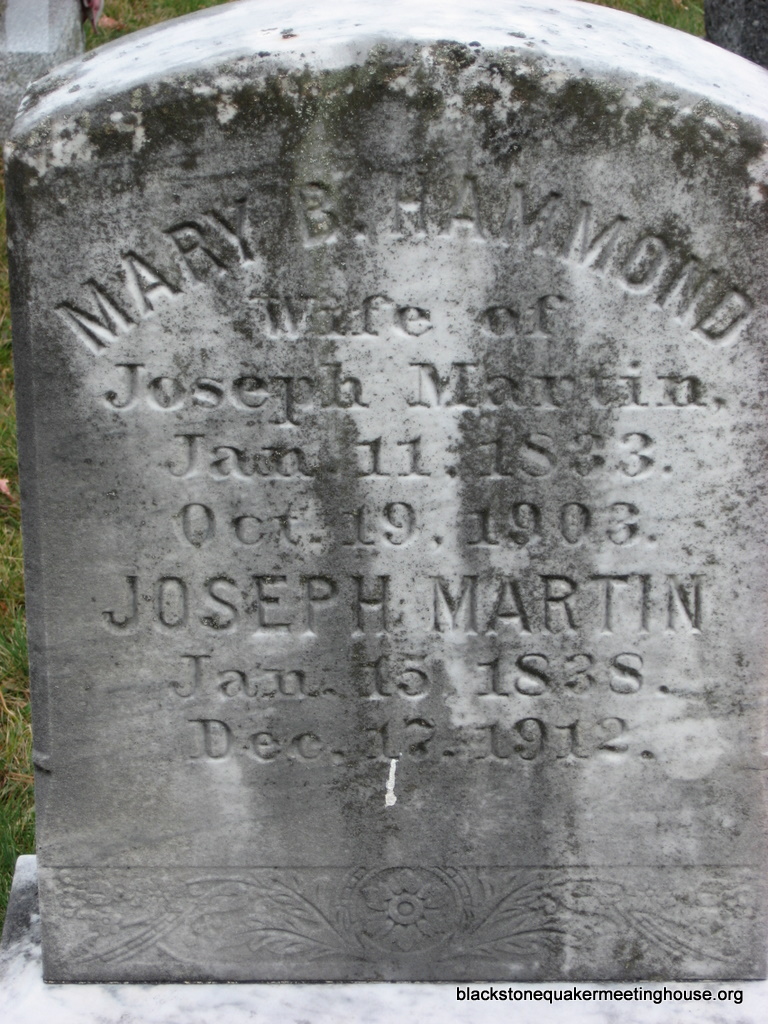 MARY B. HAMMOND
Wife of
Joseph Martin,
Jan. 11, 1833.
Oct. 19, 1903.
JOSEPH MARTIN
Jan. 15, 1838.
Dec. 17, 1912.
blackstonequakermeetinghouse.org